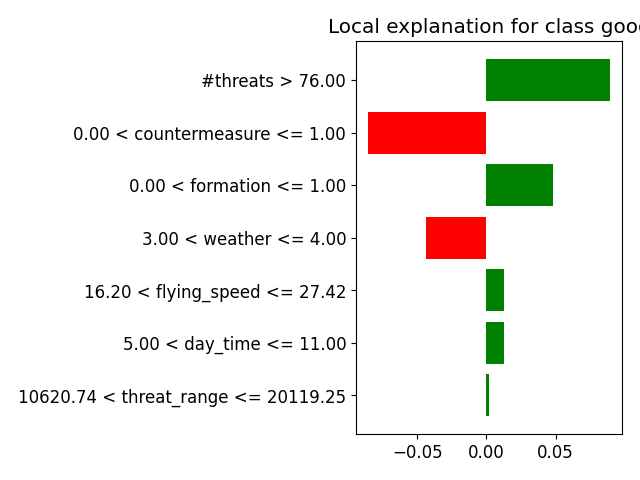 Local explanation for class goo
#threats > 76.00
0.00 < countermeasure <= 1.00
0.00 < formation <= 1.00
3.00 < weather <= 4.00
16.20 < flying_speed <= 27.42
5.00 < day_time <= 11.00
10620.74 < threat_range <= 20119.25
−0.05 0.00 0.05